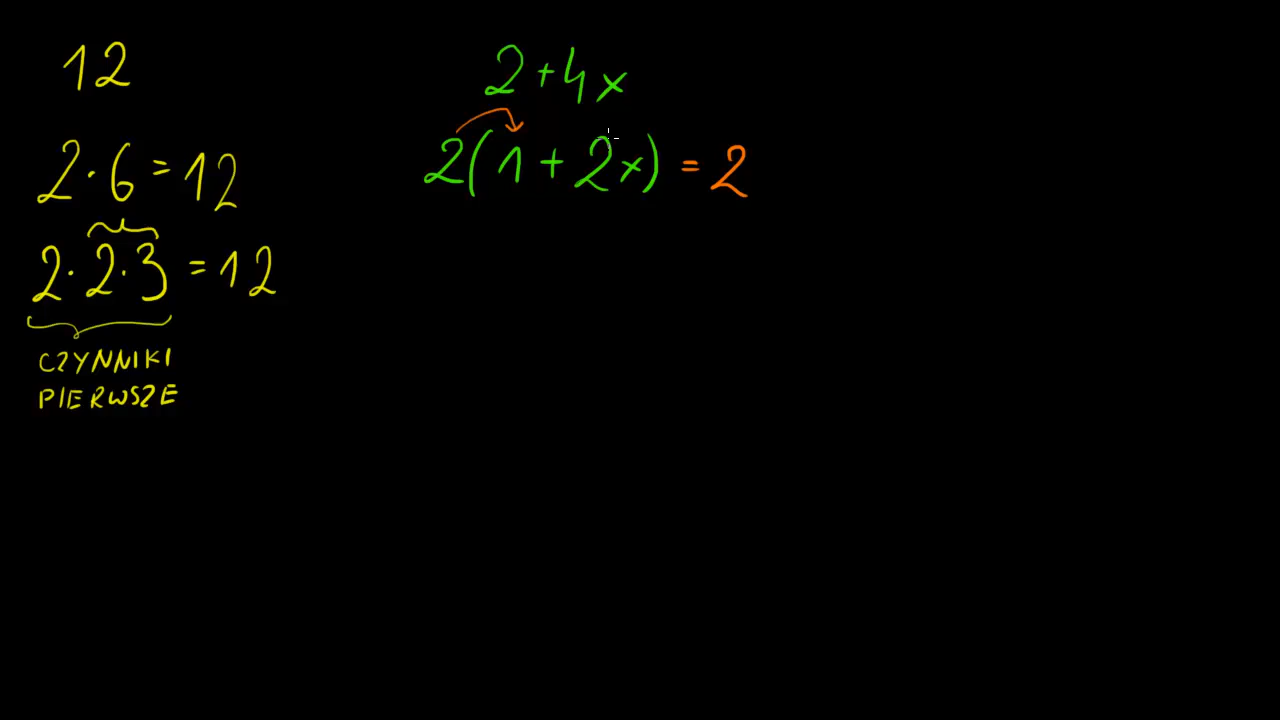 12
2·6=12
2·2·3=12
CZYNNIKI
PIERWSZE
2+4x
2(1+2x)=2